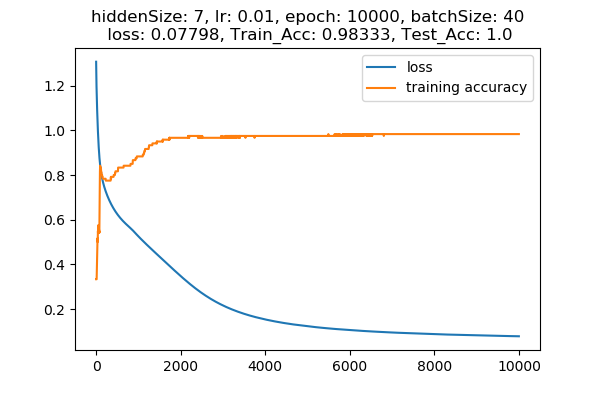 hiddenSize: 7, lr: 0.01, epoch: 10000, batchSize: 40
loss: 0.07798, Train_Acc: 0.98333, Test_Acc: 1.0
loss
training accuracy
1.2
1.0
0.8
0.6
0.4
0.2
0 2000 4000 6000 8000 10000